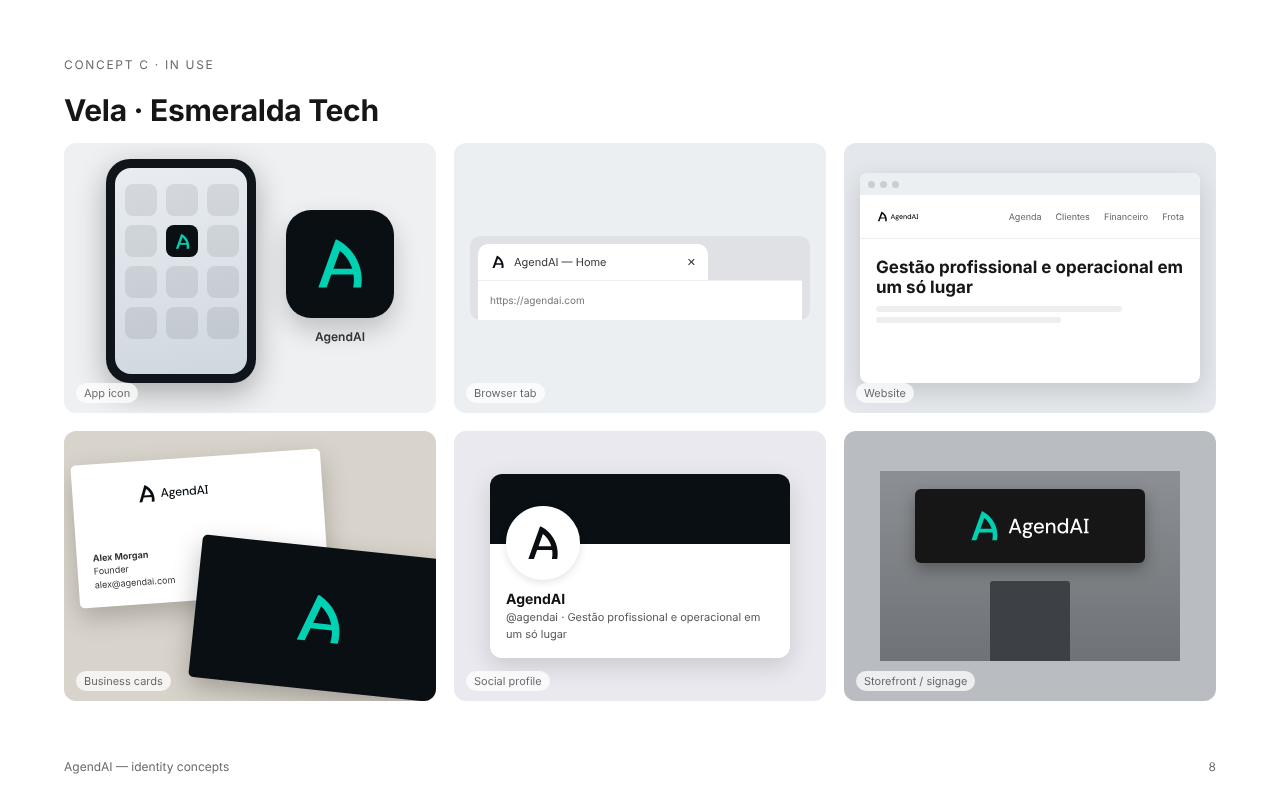 CONCEPT C · IN USE
Vela · Esmeralda Tech
AgendAI
App icon
AgendAI — Home ×
https://agendai.com
Browser tab
AgendAI Agenda Clientes Financeiro Frota
Gestão profissional e operacional em
um só lugar
Website
AgendAI
Alex Morgan
Founder
alex@agendai.com
Business cards
AgendAI
@agendai · Gestão profissional e operacional em
um só lugar
Social profile
AgendAI
Storefront / signage
AgendAI — identity concepts 8